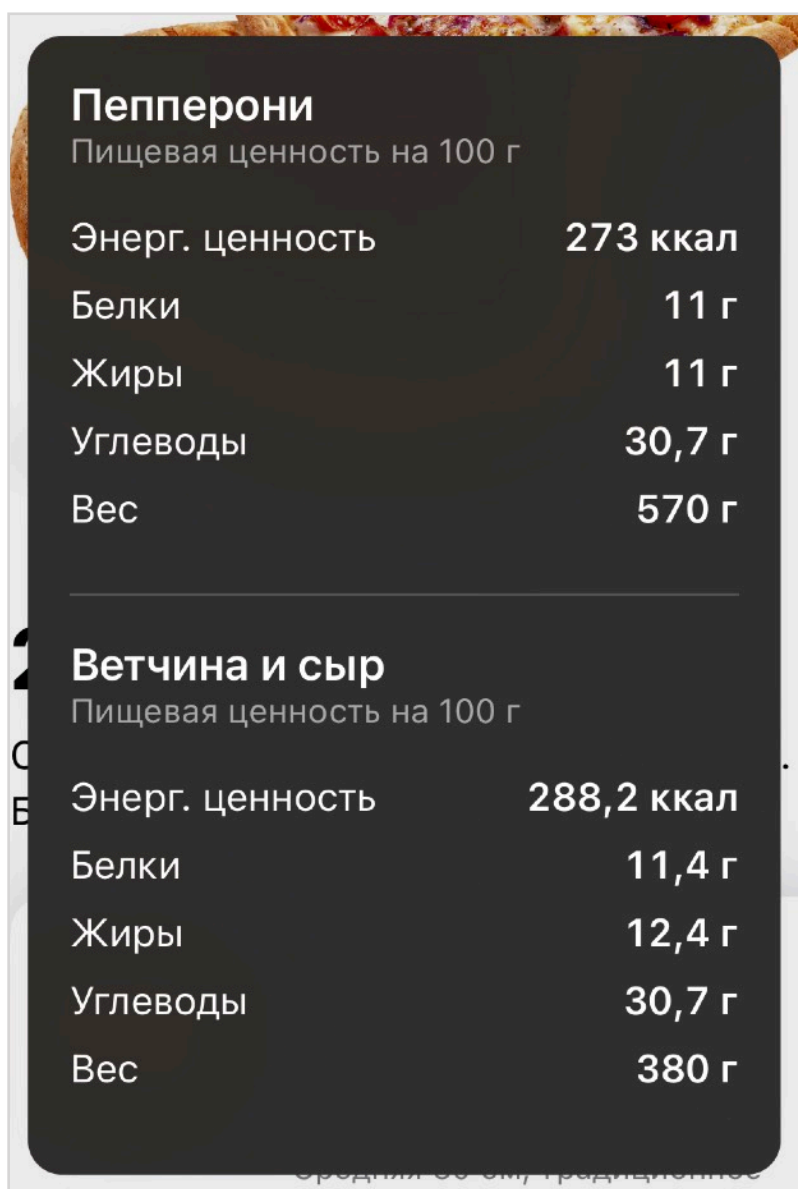 Пепперони
Пищевая ценность на 100 г
Энерг. ценность 273 ккал
Белки 11 г
Жиры 11 г
Углеводы 30,7 г
Вес 570 г
Ветчина и сыр
Пищевая ценность на 100 г
Энерг. ценность 288,2 ккал
Белки 11,4 г
Жиры 12,4 г
Углеводы 30,7 г
Вес 380 г